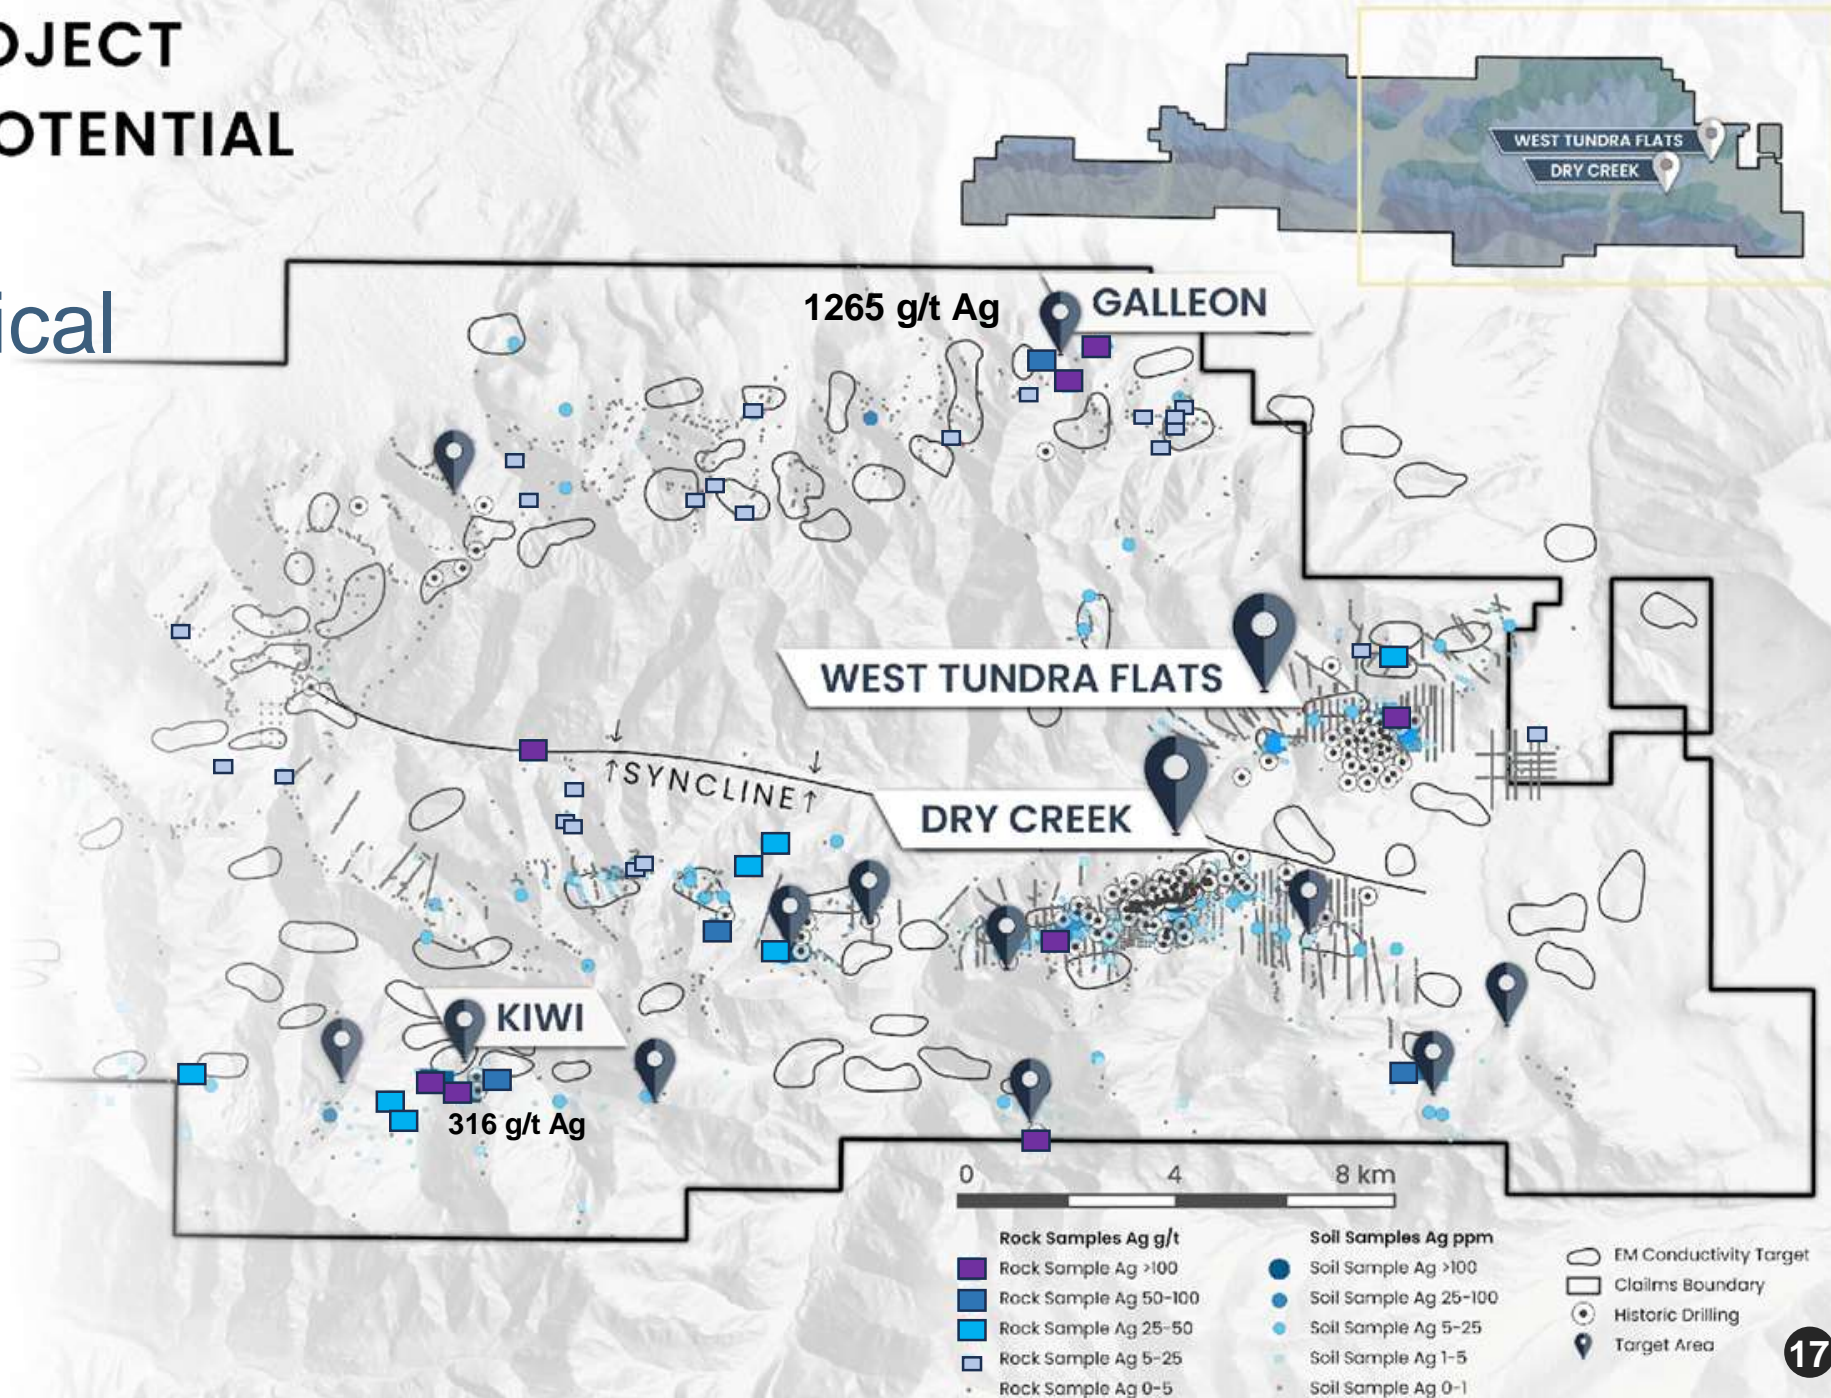 OJECT
OTENTIAL
ical
WEST TUNDRA FLATS
DRY CREEK
1265 g/t Ag
GALLEON
WEST TUNDRA FLATS
↑SYNCLINE↑
DRY CREEK
KIWI
316 g/t Ag
0 4 8 km
Rock Samples Ag g/t
Rock Sample Ag >100
Rock Sample Ag 50-100
Rock Sample Ag 25-50
Rock Sample Ag 5-25
Rock Sample Ag 0-5
Soil Samples Ag ppm
Soil Sample Ag >100
Soil Sample Ag 25-100
Soil Sample Ag 5-25
Soil Sample Ag 1-5
Soil Sample Ag 0-1
EM Conductivity Target
Clailms Boundary
Historic Drilling
Target Area
17